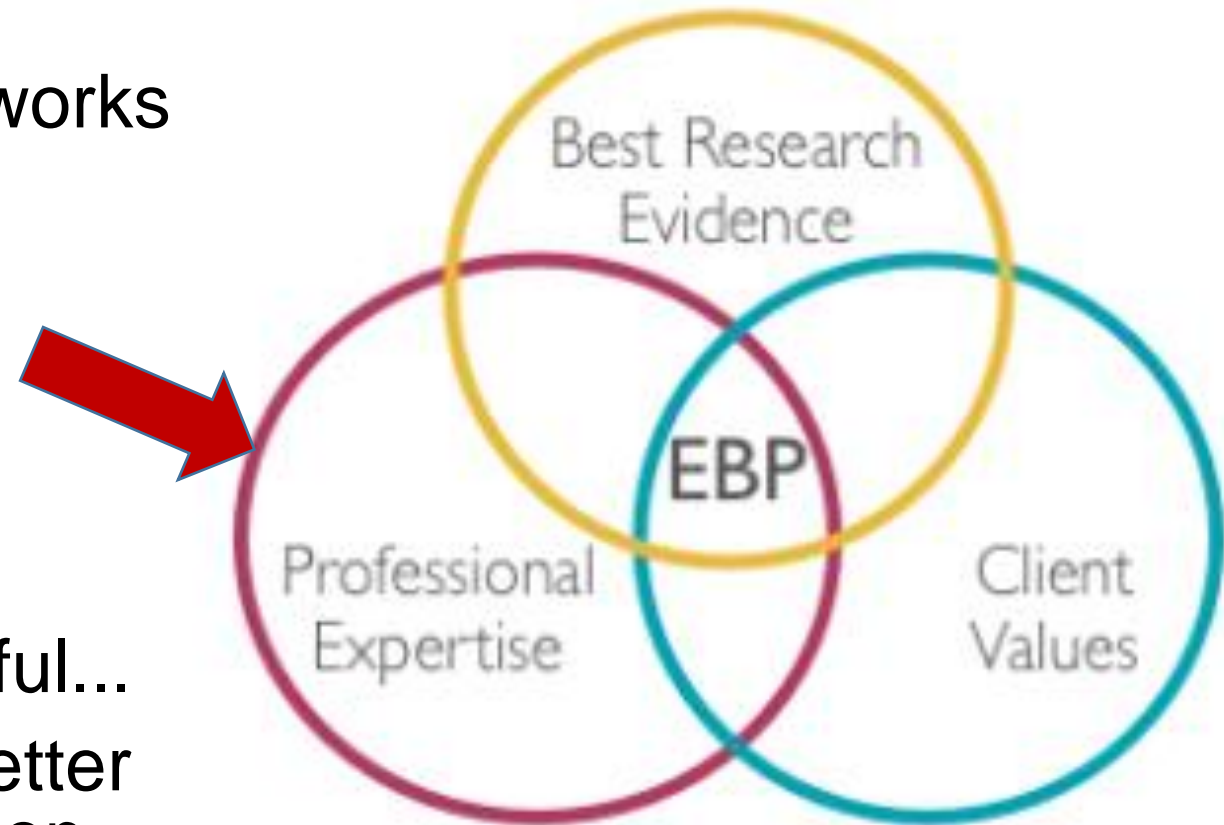 works
Best Research
Evidence
EBP
Professional
Expertise
Client
Values
ful...
etter